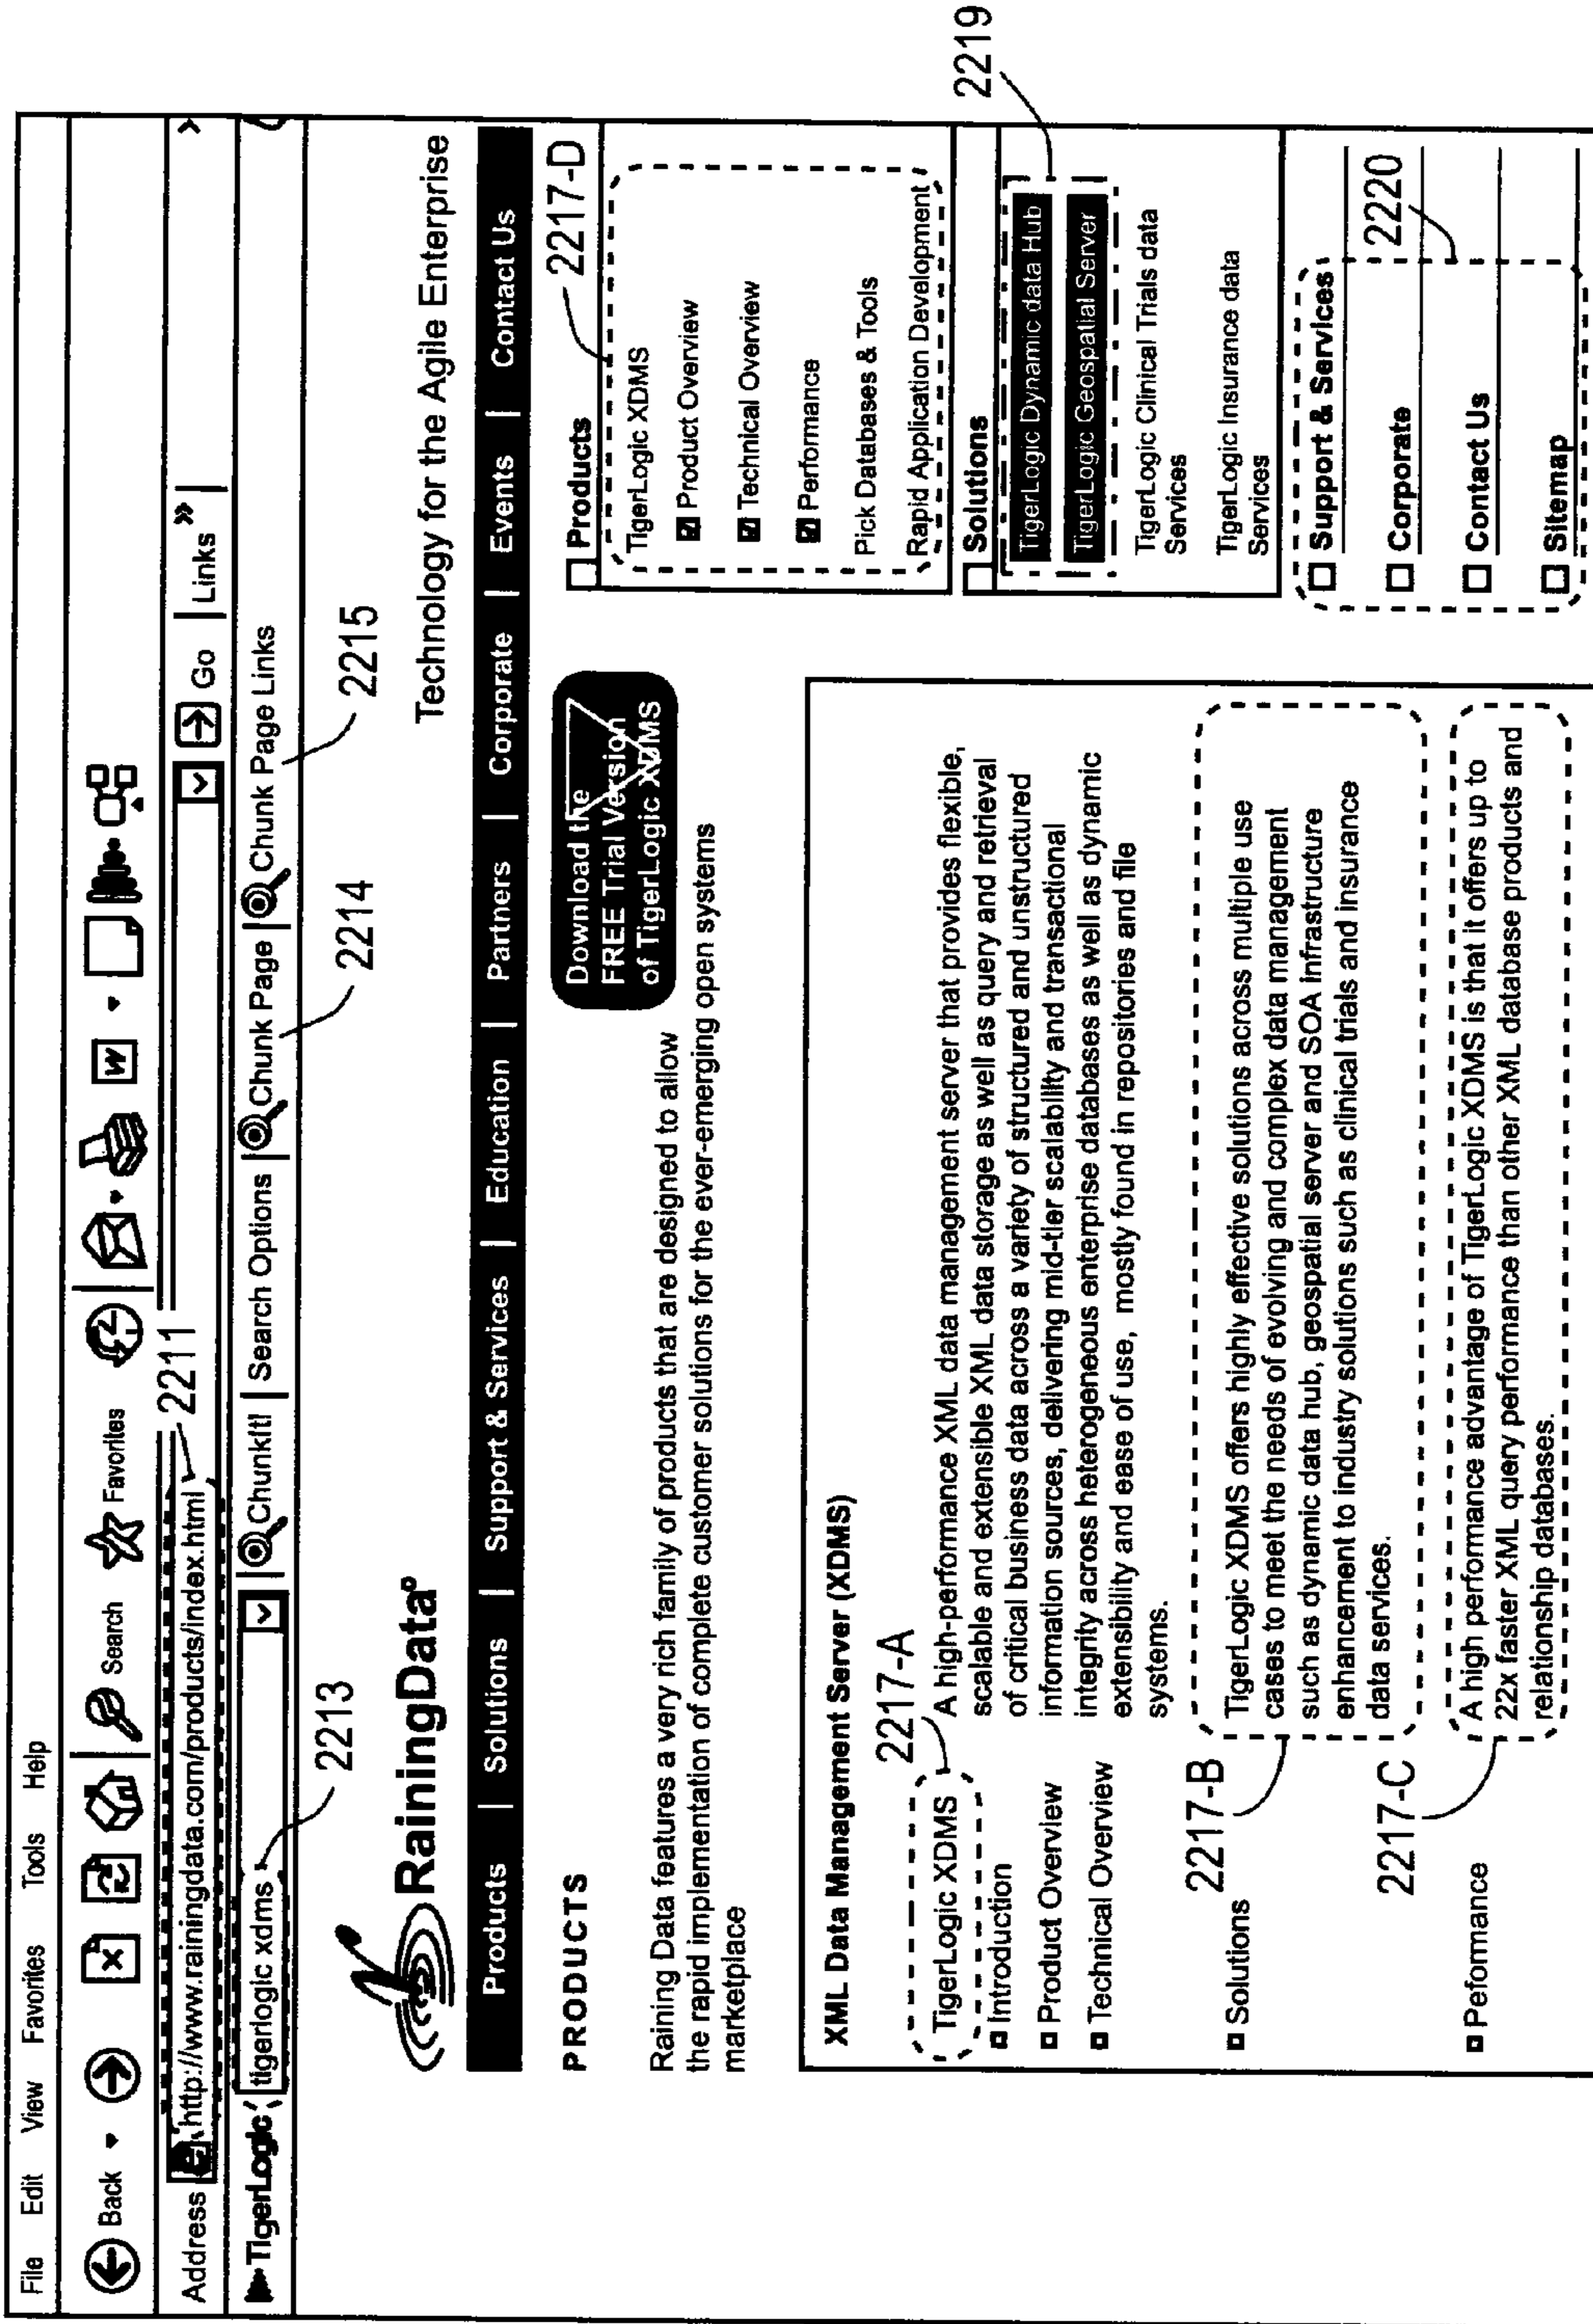 File Edit View Favorites Tools Help
Back Search Favorites W
Address http://www.rainingdata.com/products/index.html 2211 Go Links »
TigerLogic tigerlogic xdms ChunkIt! Search Options Chunk Page Chunk Page Links
2213 2214 2215
RainingData
Technology for the Agile Enterprise
Products | Solutions | Support & Services | Education | Partners | Corporate | Events | Contact Us
PRODUCTS
Raining Data features a very rich family of products that are designed to allow
the rapid implementation of complete customer solutions for the ever-emerging open systems
marketplace
Download the
FREE Trial Version
of TigerLogic XDMS
XML Data Management Server (XDMS)
2217-A
TigerLogic XDMS
Introduction
Product Overview
Technical Overview
A high-performance XML data management server that provides flexible,
scalable and extensible XML data storage as well as query and retrieval
of critical business data across a variety of structured and unstructured
information sources, delivering mid-tier scalability and transactional
integrity across heterogeneous enterprise databases as well as dynamic
extensibility and ease of use, mostly found in repositories and file
systems.
2217-B
Solutions
TigerLogic XDMS offers highly effective solutions across multiple use
cases to meet the needs of evolving and complex data management
such as dynamic data hub, geospatial server and SOA infrastructure
enhancement to industry solutions such as clinical trials and insurance
data services.
2217-C
Peformance
A high performance advantage of TigerLogic XDMS is that it offers up to
22x faster XML query performance than other XML database products and
relationship databases.
2217-D
Products
TigerLogic XDMS
Product Overview
Technical Overview
Performance
Pick Databases & Tools
Rapid Application Development
Solutions
2219
TigerLogic Dynamic data Hub
TigerLogic Geospatial Server
TigerLogic Clinical Trials data
Services
TigerLogic Insurance data
Services
Support & Services
2220
Corporate
Contact Us
Sitemap